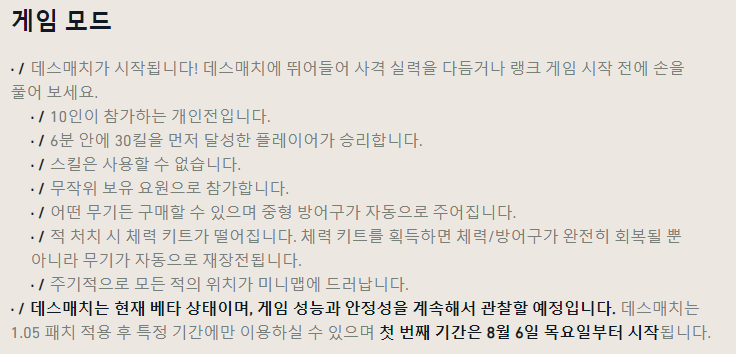 게임 모드
· / 데스매치가 시작됩니다! 데스매치에 뛰어들어 사격 실력을 다듬거나 랭크 게임 시작 전에 손을
풀어 보세요.
· / 10인이 참가하는 개인전입니다.
· / 6분 안에 30킬을 먼저 달성한 플레이어가 승리합니다.
· / 스킬은 사용할 수 없습니다.
· / 무작위 보유 요원으로 참가합니다.
· / 어떤 무기든 구매할 수 있으며 중형 방어구가 자동으로 주어집니다.
· / 적 처치 시 체력 키트가 떨어집니다. 체력 키트를 획득하면 체력/방어구가 완전히 회복될 뿐
아니라 무기가 자동으로 재장전됩니다.
· / 주기적으로 모든 적의 위치가 미니맵에 드러납니다.
· / 데스매치는 현재 베타 상태이며, 게임 성능과 안정성을 계속해서 관찰할 예정입니다. 데스매치는
1.05 패치 적용 후 특정 기간에만 이용하실 수 있으며 첫 번째 기간은 8월 6일 목요일부터 시작됩니다.